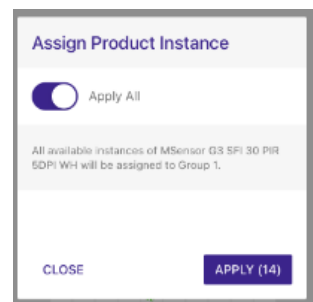 Assign Product Instance
Apply All
All available instances of MSensor G3 SFI 30 PIR
5DPI WH will be assigned to Group 1.
CLOSE
APPLY (14)